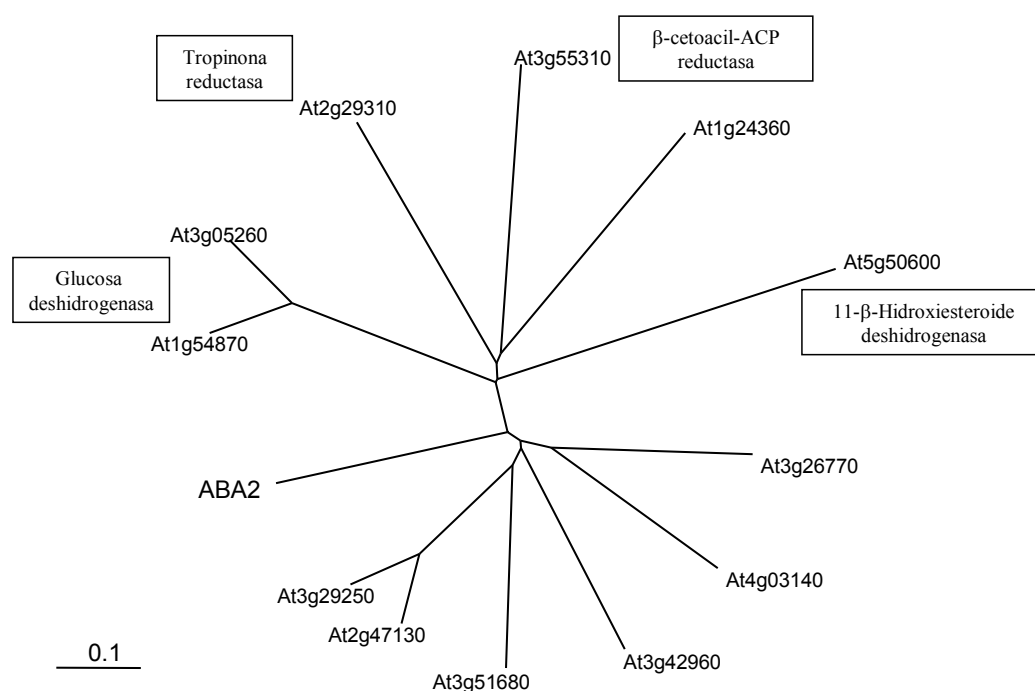 Tropinona
reductasa
At3g55310
β-cetoacil-ACP
reductasa
At2g29310
At1g24360
At3g05260
At5g50600
Glucosa
deshidrogenasa
11-β-Hidroxiesteroide
deshidrogenasa
At1g54870
At3g26770
ABA2
At4g03140
At3g29250
At2g47130
At3g42960
At3g51680
0.1